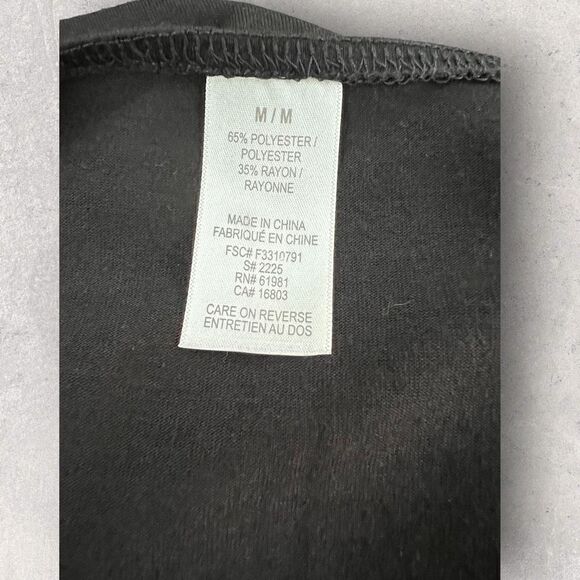 M / M
65% POLYESTER /
POLYESTER
35% RAYON /
RAYONNE
MADE IN CHINA
FABRIQUÉ EN CHINE
FSC# F3310791
S# 2225
RN# 61981
CA# 16803
CARE ON REVERSE
ENTRETIEN AU DOS